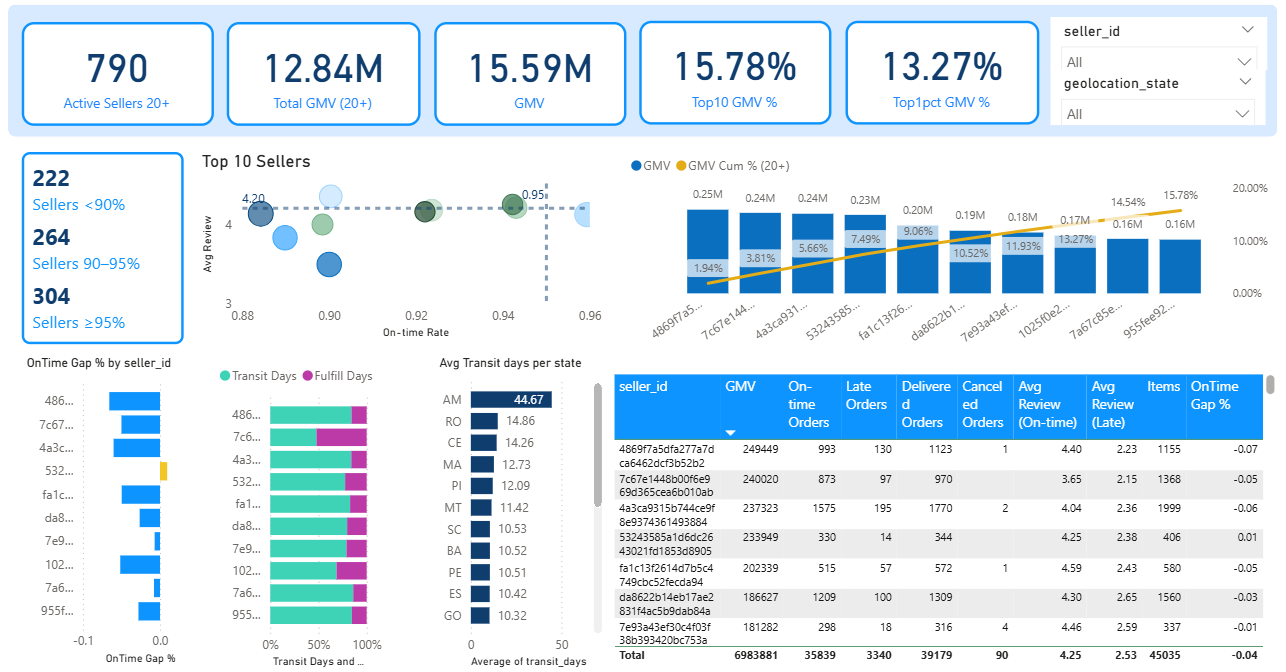 790
Active Sellers 20+
12.84M
Total GMV (20+)
15.59M
GMV
15.78%
Top10 GMV %
13.27%
Top1pct GMV %
seller_id
All
geolocation_state
All
222
Sellers <90%
264
Sellers 90–95%
304
Sellers ≥95%
Top 10 Sellers
4.20
0.95
Avg Review
4
3
0.88 0.90 0.92 0.94 0.96
On-time Rate
GMV GMV Cum % (20+)
0.25M 0.24M 0.24M 0.23M 0.20M 0.19M 0.18M 0.17M 0.16M 0.16M
1.94% 3.81% 5.66% 7.49% 9.06% 10.52% 11.93% 13.27% 14.54% 15.78%
20.00%
10.00%
0.00%
4869f7a5... 7c67e144... 4a3ca931... 53243585... fa1c13f26... da8622b1... 7e93a43ef... 1025f0e2... 7a67c85e... 955fee92...
OnTime Gap % by seller_id
486...
7c67...
4a3c...
532...
fa1c...
da8...
7e9...
102...
7a6...
955f...
-0.1 0.0
OnTime Gap %
Transit Days Fulfill Days
486...
7c6...
4a3...
532...
fa1...
da8...
7e9...
102...
7a6...
955...
0% 50% 100%
Transit Days and ...
Avg Transit days per state
AM 44.67
RO 14.86
CE 14.26
MA 12.73
PI 12.09
MT 11.42
SC 10.53
BA 10.52
PE 10.51
ES 10.42
GO 10.32
0 50
Average of transit_days
seller_id GMV On-time Orders Late Orders Delivered Orders Canceled Orders Avg Review (On-time) Avg Review (Late) Items OnTime Gap %
4869f7a5dfa277a7dca6462dcf3b52b2 249449 993 130 1123 1 4.40 2.23 1155 -0.07
7c67e1448b00f6e969d365cea6b010ab 240020 873 97 970 3.65 2.15 1368 -0.05
4a3ca9315b744ce9f8e9374361493884 237323 1575 195 1770 2 4.04 2.36 1999 -0.06
53243585a1d6dc2643021fd1853d8905 233949 330 14 344 4.25 2.38 406 0.01
fa1c13f2614d7b5c4749cbc52fecda94 202339 515 57 572 1 4.59 2.43 580 -0.05
da8622b14eb17ae2831f4ac5b9dab84a 186627 1209 100 1309 4.30 2.65 1560 -0.03
7e93a43ef30c4f03f38b393420bc753a 181282 298 18 316 4 4.46 2.59 337 -0.01
Total 6983881 35839 3340 39179 90 4.25 2.53 45035 -0.04